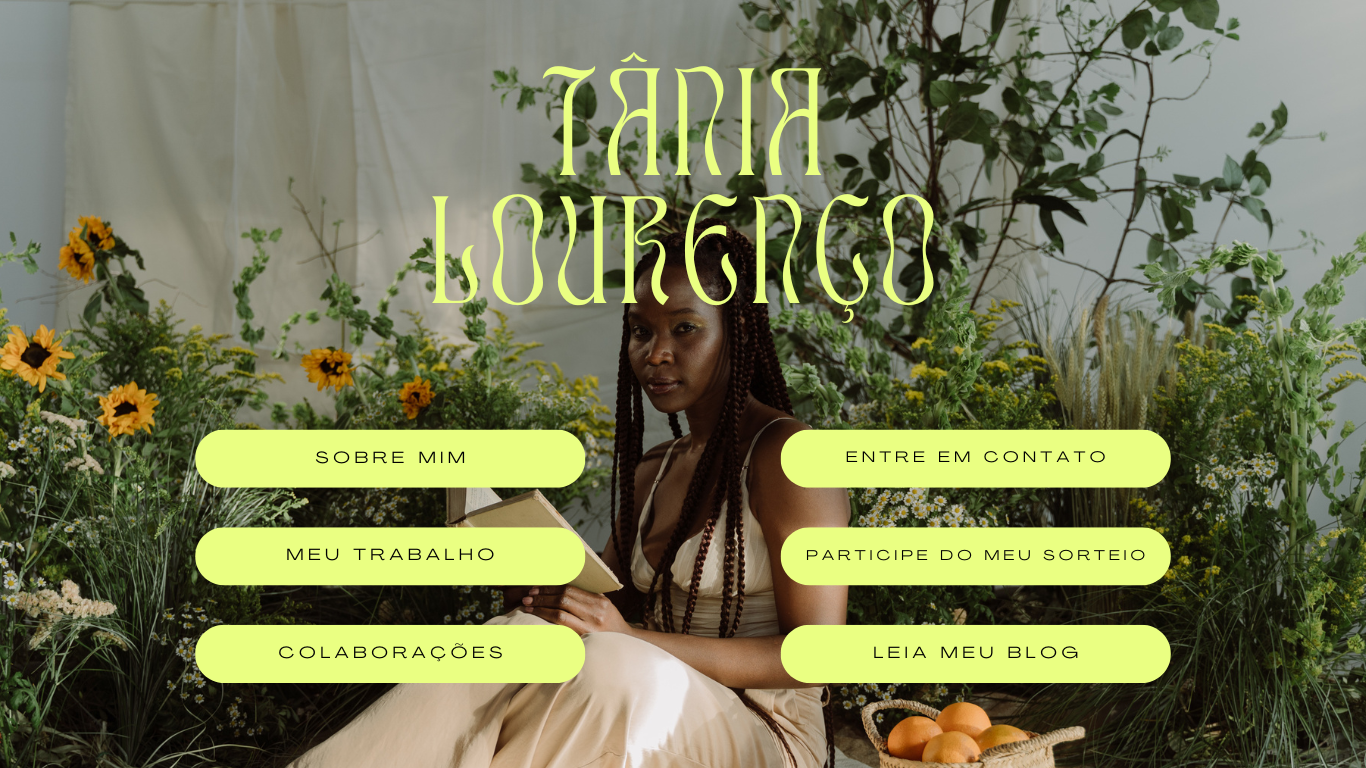 TÂNIA
LOURENÇO
SOBRE MIM
ENTRE EM CONTATO
MEU TRABALHO
PARTICIPE DO MEU SORTEIO
COLABORAÇÕES
LEIA MEU BLOG